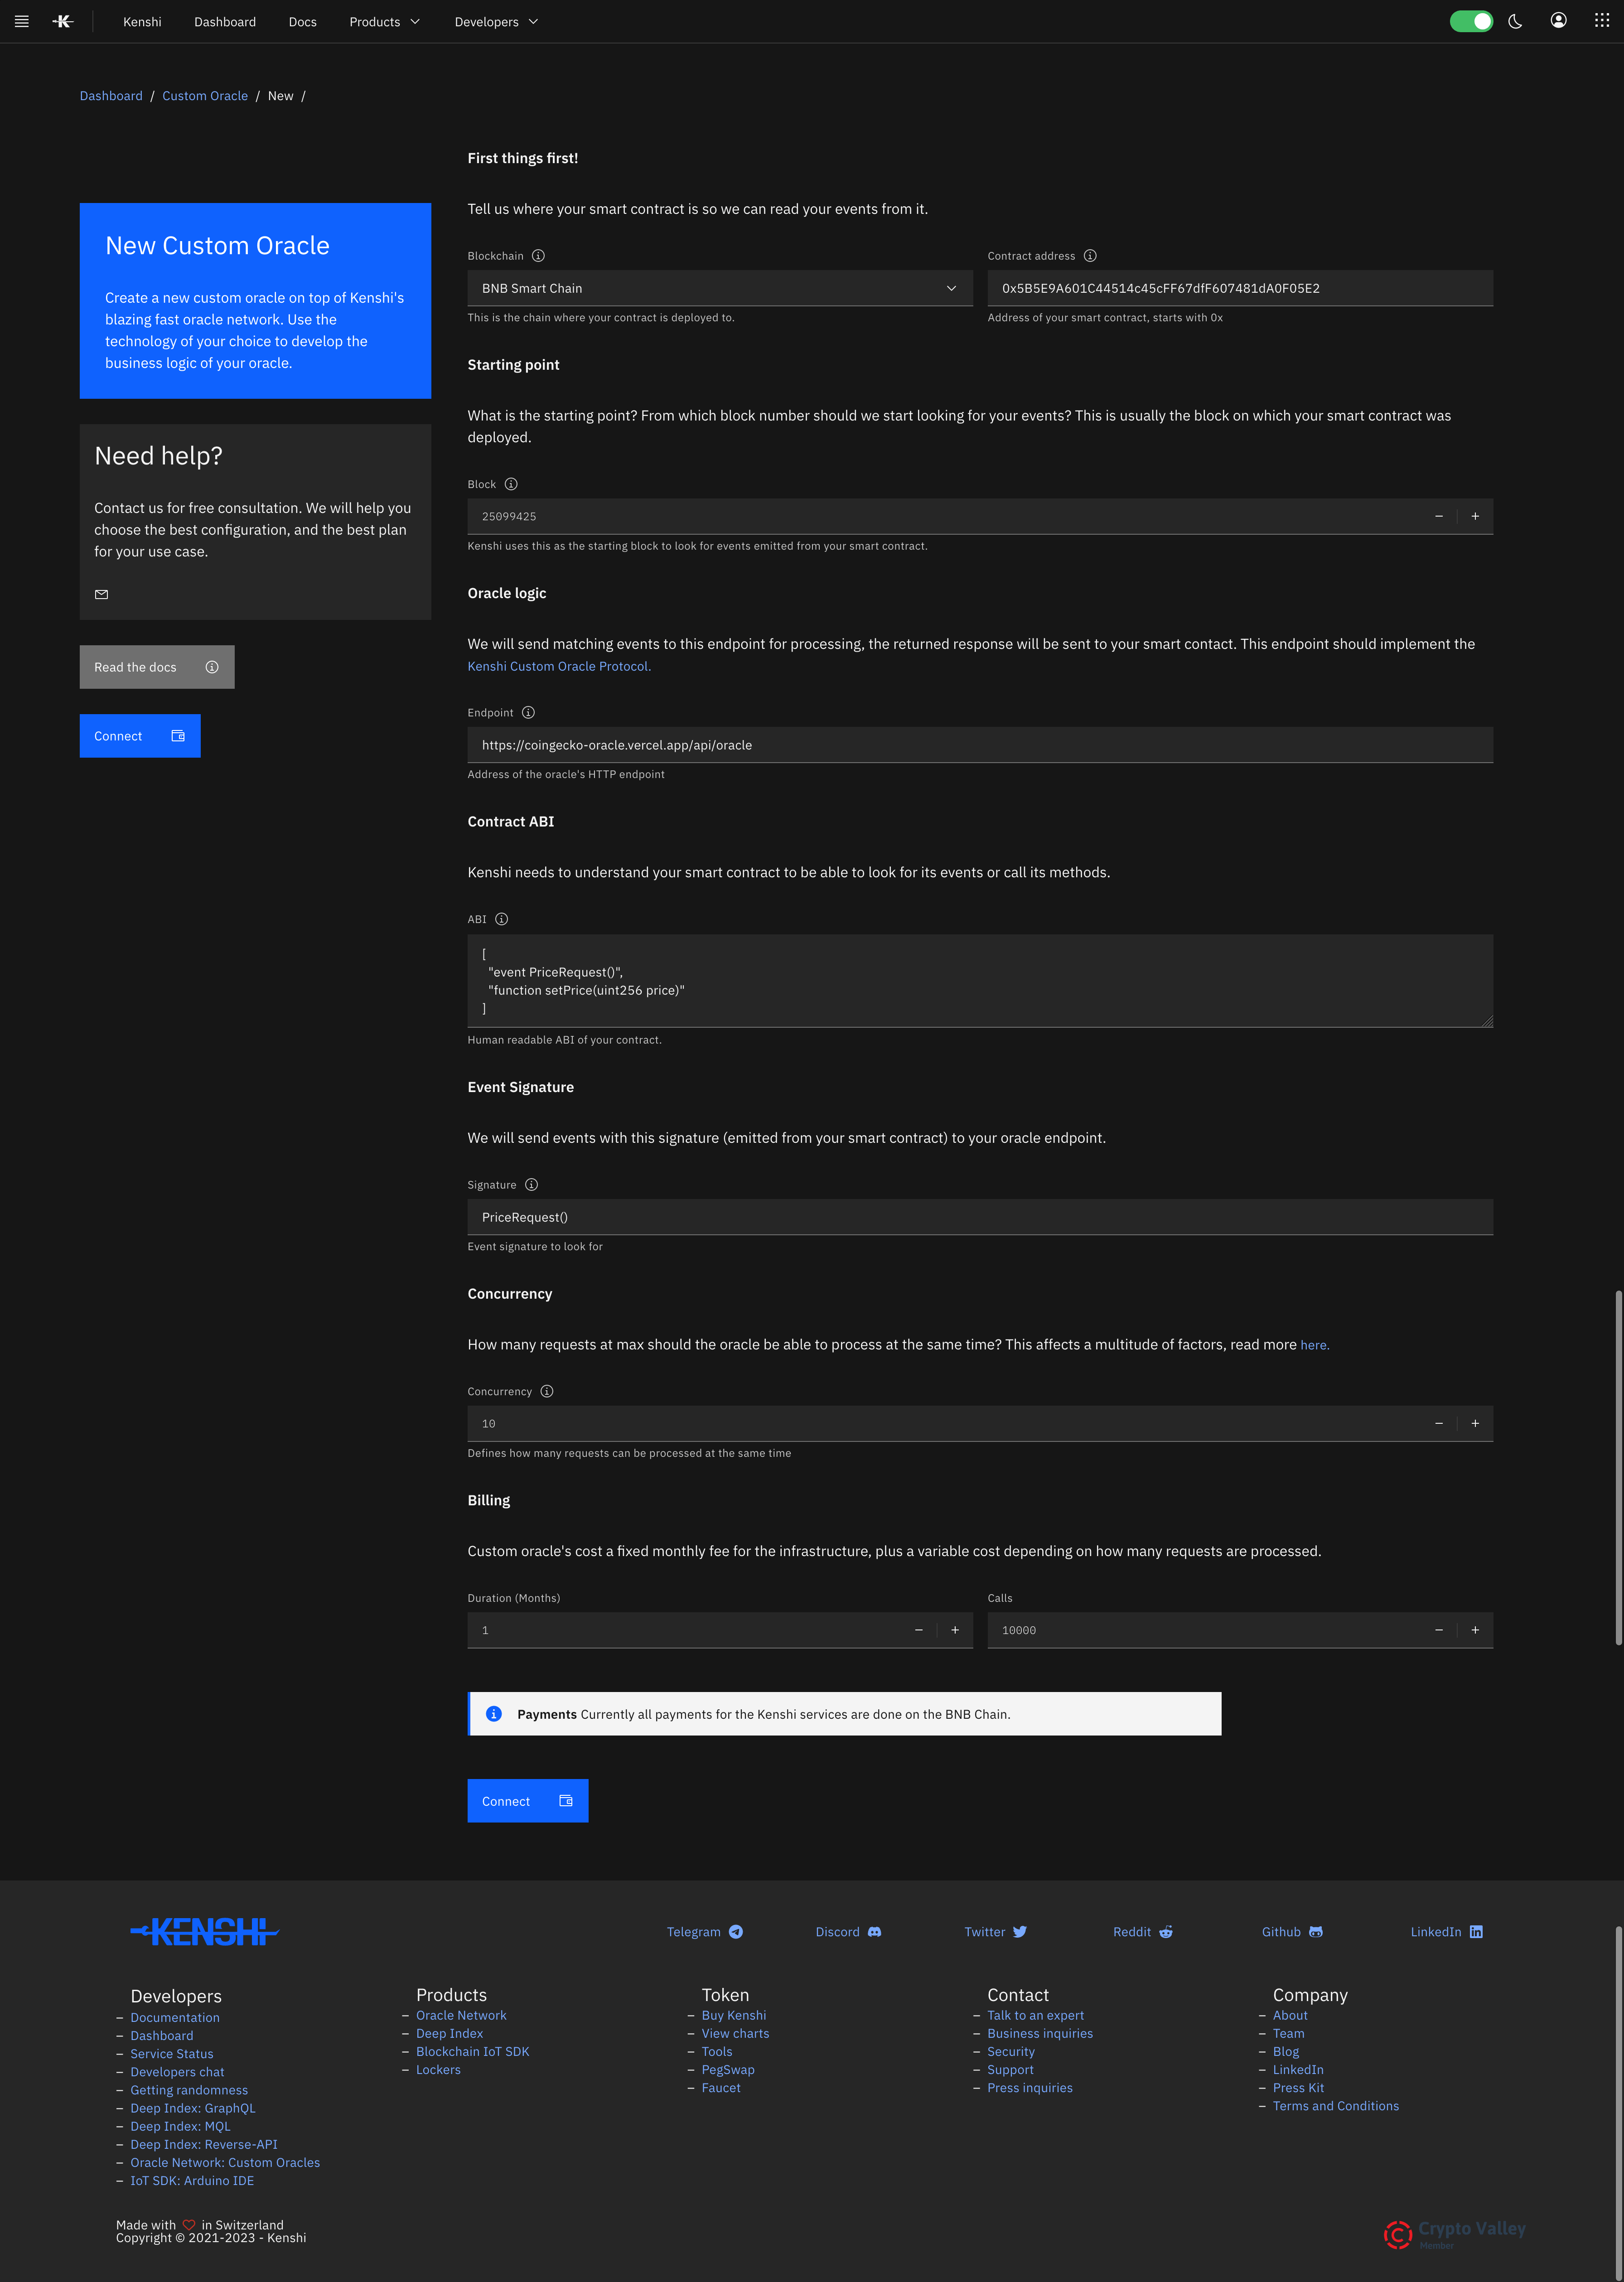 Kenshi Dashboard Docs Products Developers
Dashboard / Custom Oracle / New /
New Custom Oracle
Create a new custom oracle on top of Kenshi's
blazing fast oracle network. Use the
technology of your choice to develop the
business logic of your oracle.
Need help?
Contact us for free consultation. We will help you
choose the best configuration, and the best plan
for your use case.
Read the docs
Connect
First things first!
Tell us where your smart contract is so we can read your events from it.
Blockchain
BNB Smart Chain
This is the chain where your contract is deployed to.
Contract address
0x5B5E9A601C44514c45cFF67dfF607481dA0F05E2
Address of your smart contract, starts with 0x
Starting point
What is the starting point? From which block number should we start looking for your events? This is usually the block on which your smart contract was
deployed.
Block
25099425
Kenshi uses this as the starting block to look for events emitted from your smart contract.
Oracle logic
We will send matching events to this endpoint for processing, the returned response will be sent to your smart contact. This endpoint should implement the
Kenshi Custom Oracle Protocol.
Endpoint
https://coingecko-oracle.vercel.app/api/oracle
Address of the oracle's HTTP endpoint
Contract ABI
Kenshi needs to understand your smart contract to be able to look for its events or call its methods.
ABI
[
"event PriceRequest()",
"function setPrice(uint256 price)"
]
Human readable ABI of your contract.
Event Signature
We will send events with this signature (emitted from your smart contract) to your oracle endpoint.
Signature
PriceRequest()
Event signature to look for
Concurrency
How many requests at max should the oracle be able to process at the same time? This affects a multitude of factors, read more here.
Concurrency
10
Defines how many requests can be processed at the same time
Billing
Custom oracle's cost a fixed monthly fee for the infrastructure, plus a variable cost depending on how many requests are processed.
Duration (Months)
1
Calls
10000
Payments Currently all payments for the Kenshi services are done on the BNB Chain.
Connect
KENSHI
Telegram Discord Twitter Reddit Github LinkedIn
Developers
– Documentation
– Dashboard
– Service Status
– Developers chat
– Getting randomness
– Deep Index: GraphQL
– Deep Index: MQL
– Deep Index: Reverse-API
– Oracle Network: Custom Oracles
– IoT SDK: Arduino IDE
Products
– Oracle Network
– Deep Index
– Blockchain IoT SDK
– Lockers
Token
– Buy Kenshi
– View charts
– Tools
– PegSwap
– Faucet
Contact
– Talk to an expert
– Business inquiries
– Security
– Support
– Press inquiries
Company
– About
– Team
– Blog
– LinkedIn
– Press Kit
– Terms and Conditions
Made with ♡ in Switzerland
Copyright © 2021-2023 - Kenshi
Crypto Valley
Member